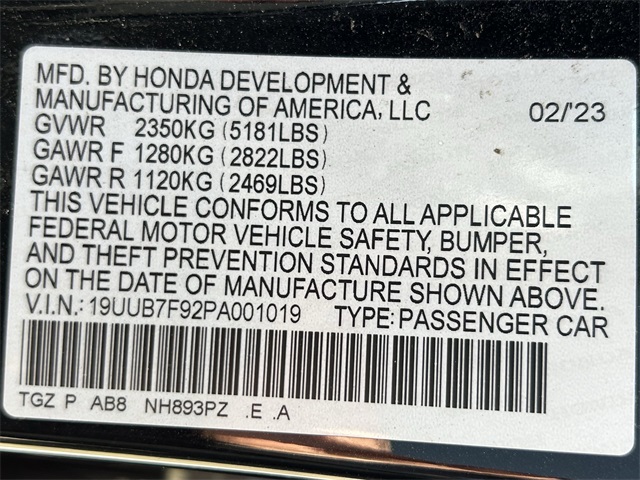 MFD. BY HONDA DEVELOPMENT &
MANUFACTURING OF AMERICA, LLC 02/'23
GVWR 2350KG (5181LBS)
GAWR F 1280KG (2822LBS)
GAWR R 1120KG (2469LBS)
THIS VEHICLE CONFORMS TO ALL APPLICABLE
FEDERAL MOTOR VEHICLE SAFETY, BUMPER,
AND THEFT PREVENTION STANDARDS IN EFFECT
ON THE DATE OF MANUFACTURE SHOWN ABOVE.
V.I.N.: 19UUB7F92PA001019 TYPE: PASSENGER CAR
TGZ P AB8 NH893PZ .E .A